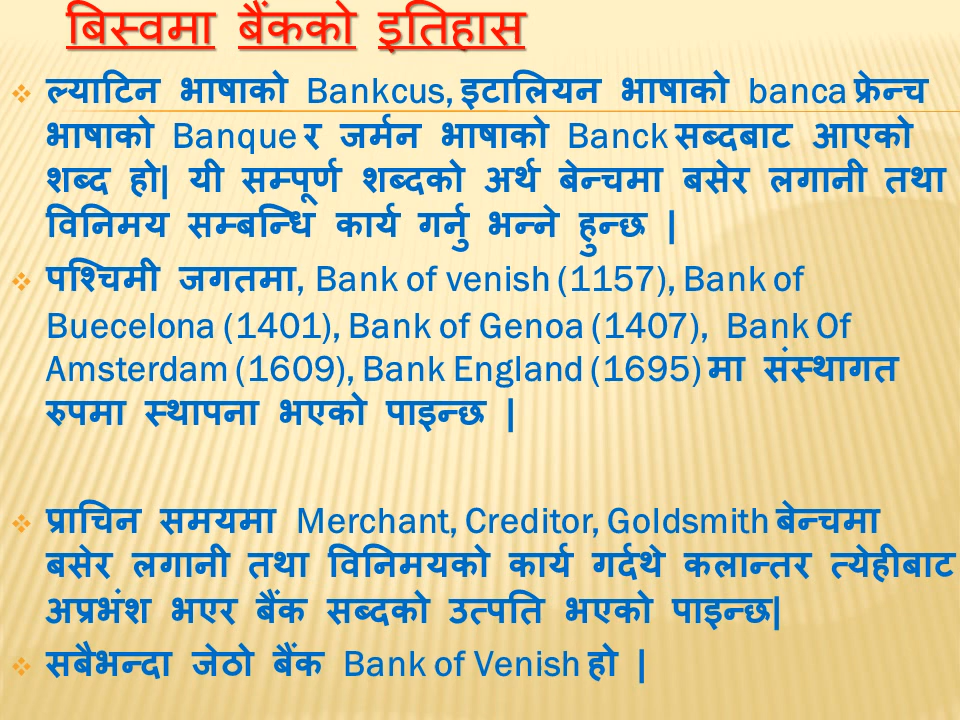 बिस्वमा बैंकको इतिहास
ल्याटिन भाषाको Bankcus, इटालियन भाषाको banca फ्रेन्च
भाषाको Banque र जर्मन भाषाको Banck सब्दबाट आएको
शब्द हो| यी सम्पूर्ण शब्दको अर्थ बेन्चमा बसेर लगानी तथा
विनिमय सम्बन्धि कार्य गर्नु भन्ने हुन्छ |
पश्चिमी जगतमा, Bank of venish (1157), Bank of
Buecelona (1401), Bank of Genoa (1407), Bank Of
Amsterdam (1609), Bank England (1695) मा संस्थागत
रुपमा स्थापना भएको पाइन्छ |
प्राचिन समयमा Merchant, Creditor, Goldsmith बेन्चमा
बसेर लगानी तथा विनिमयको कार्य गर्दथे कलान्तर त्येहीबाट
अप्रभंश भएर बैंक सब्दको उत्पति भएको पाइन्छ|
सबैभन्दा जेठो बैंक Bank of Venish हो |